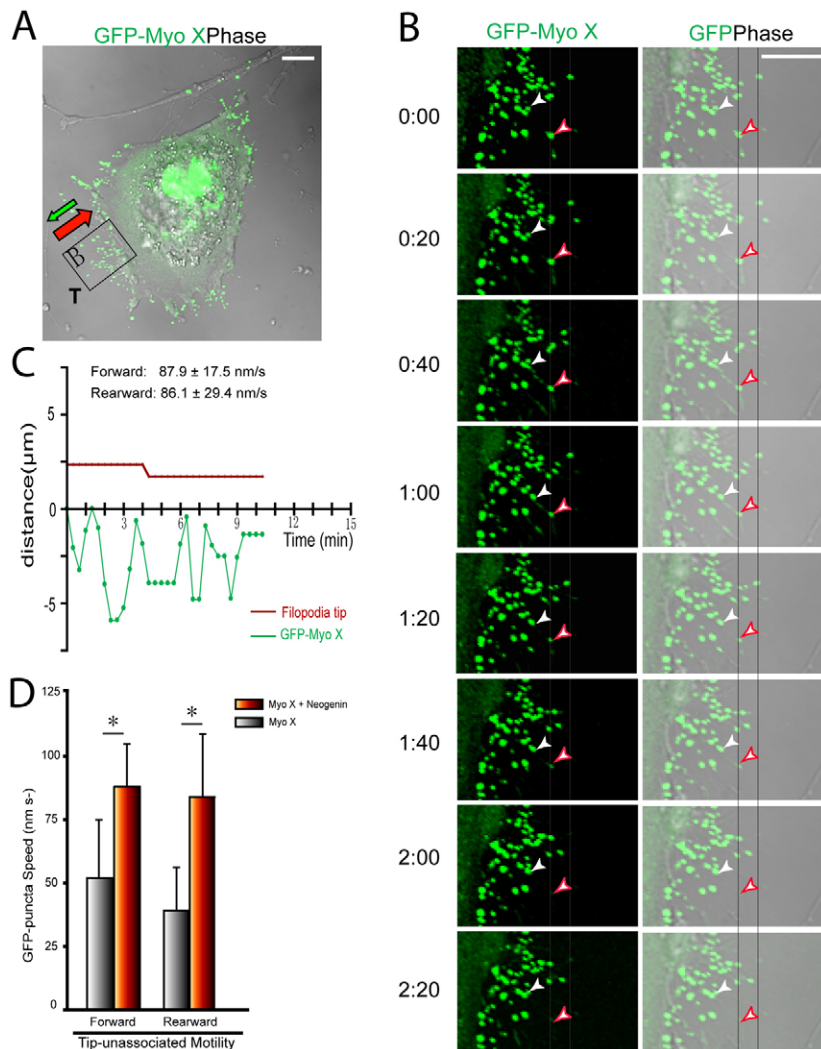 A
GFP-Myo XPhase
B
T
B
GFP-Myo X
GFPPhase
0:00
0:20
0:40
1:00
1:20
1:40
2:00
2:20
C
Forward: 87.9 ± 17.5 nm/s
Rearward: 86.1 ± 29.4 nm/s
distance(μm)
5
0
-5
3
6
9
12
15
Time (min)
Filopodia tip
GFP-Myo X
D
GFP-puncta Speed (nm s-)
125
100
75
50
25
0
*
*
Myo X + Neogenin
Myo X
Forward
Rearward
Tip-unassociated Motility